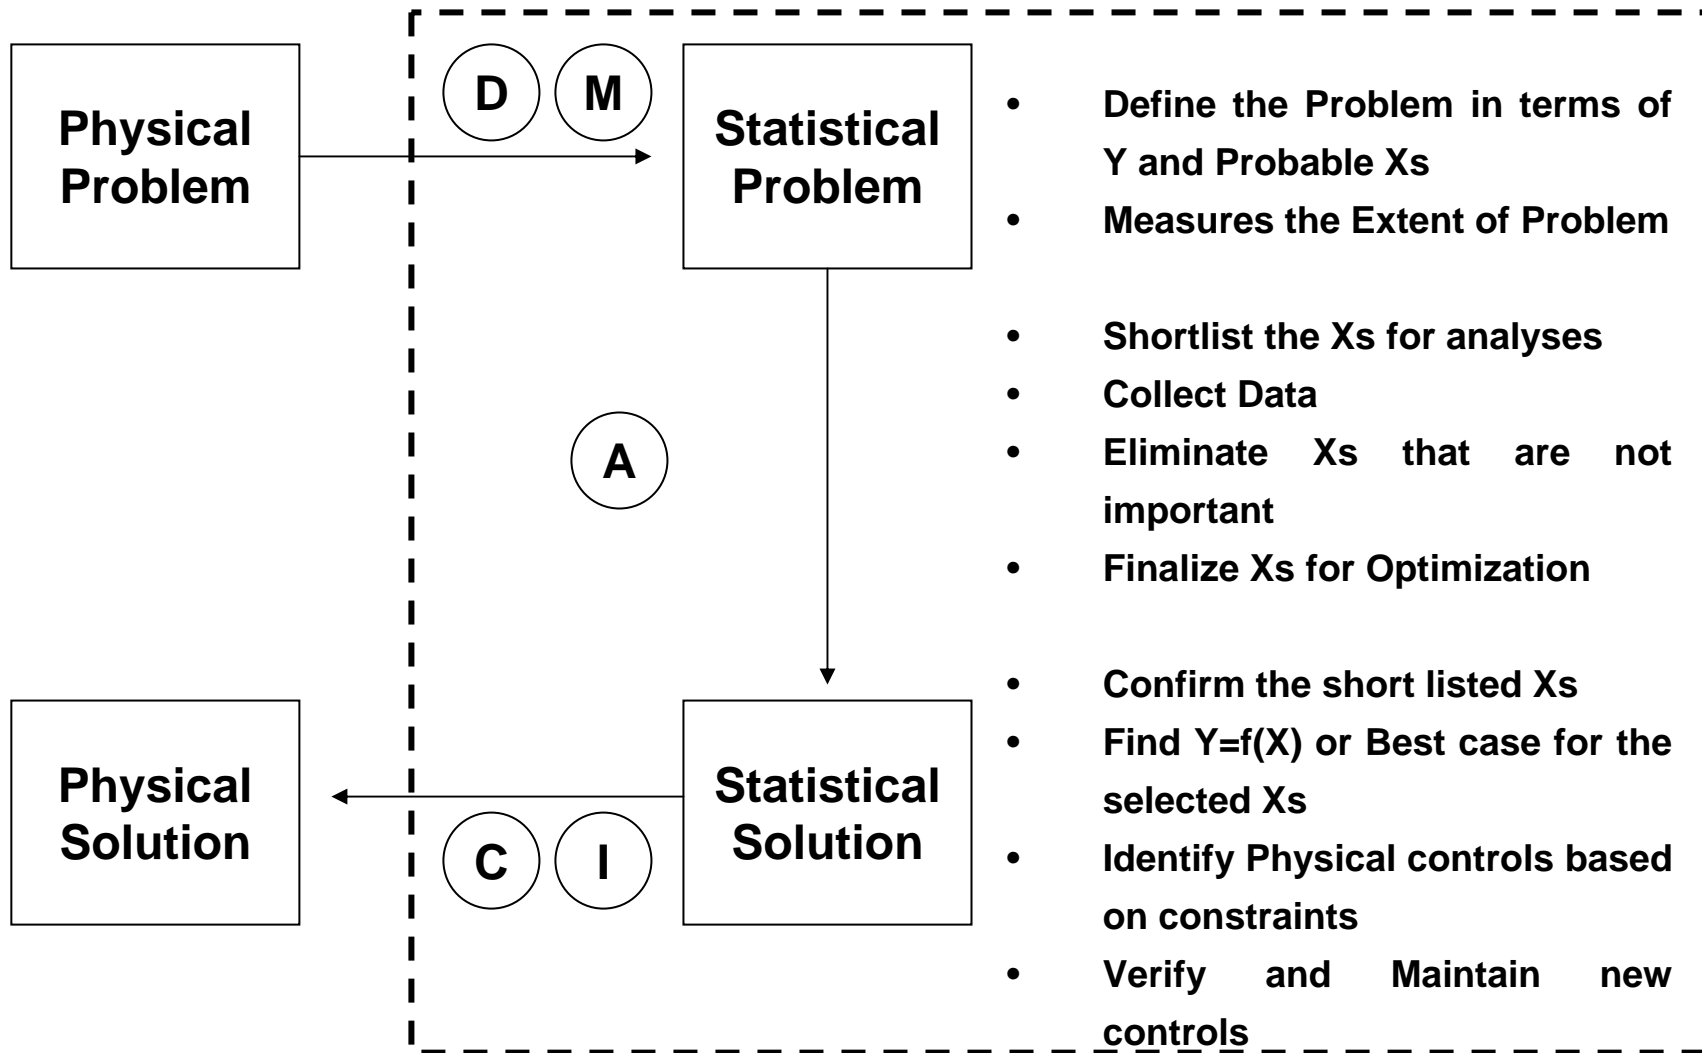 Physical
Problem
D
M
Statistical
Problem
• Define the Problem in terms of
Y and Probable Xs
• Measures the Extent of Problem
• Shortlist the Xs for analyses
• Collect Data
• Eliminate Xs that are not
important
• Finalize Xs for Optimization
A
Physical
Solution
C
I
Statistical
Solution
• Confirm the short listed Xs
• Find Y=f(X) or Best case for the
selected Xs
• Identify Physical controls based
on constraints
• Verify and Maintain new
controls